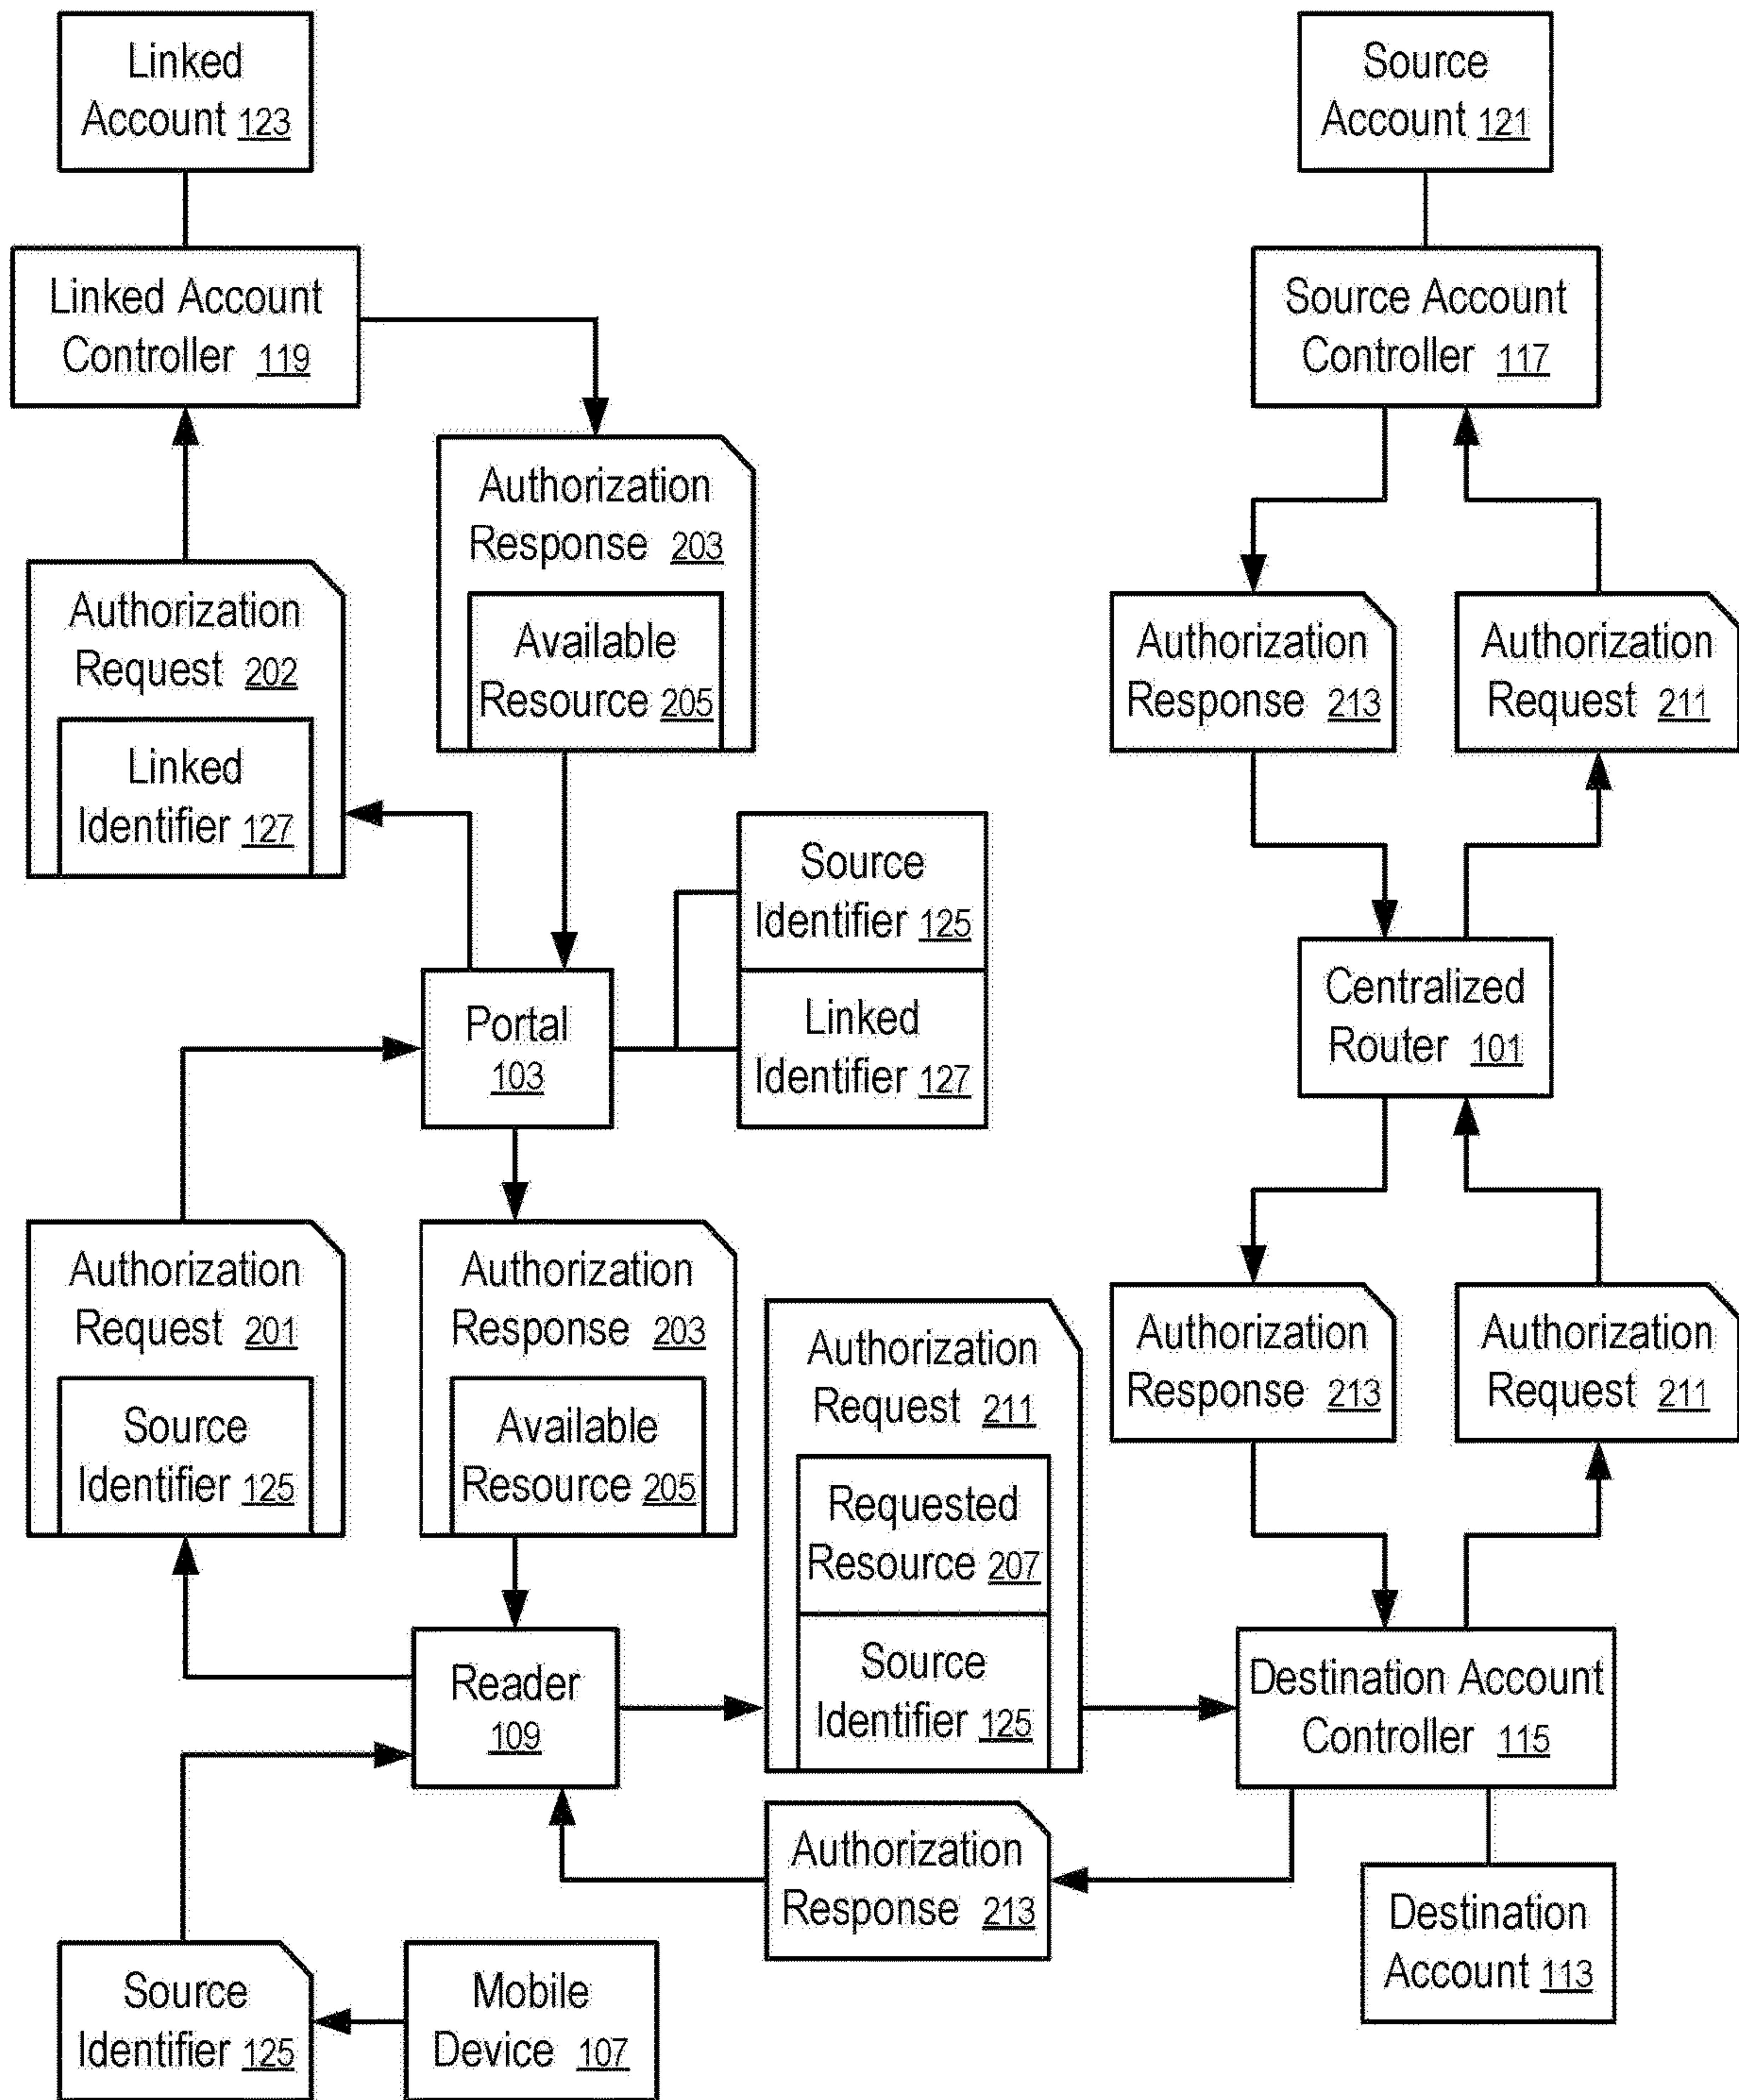 Linked
Account 123
Source
Account 121
Linked Account
Controller 119
Source Account
Controller 117
Authorization
Response 203
Available
Resource 205
Authorization
Request 202
Linked
Identifier 127
Authorization
Response 213
Authorization
Request 211
Source
Identifier 125
Linked
Identifier 127
Portal
103
Centralized
Router 101
Authorization
Request 201
Source
Identifier 125
Authorization
Response 203
Available
Resource 205
Authorization
Request 211
Requested
Resource 207
Source
Identifier 125
Authorization
Response 213
Authorization
Request 211
Reader
109
Destination Account
Controller 115
Authorization
Response 213
Destination
Account 113
Source
Identifier 125
Mobile
Device 107